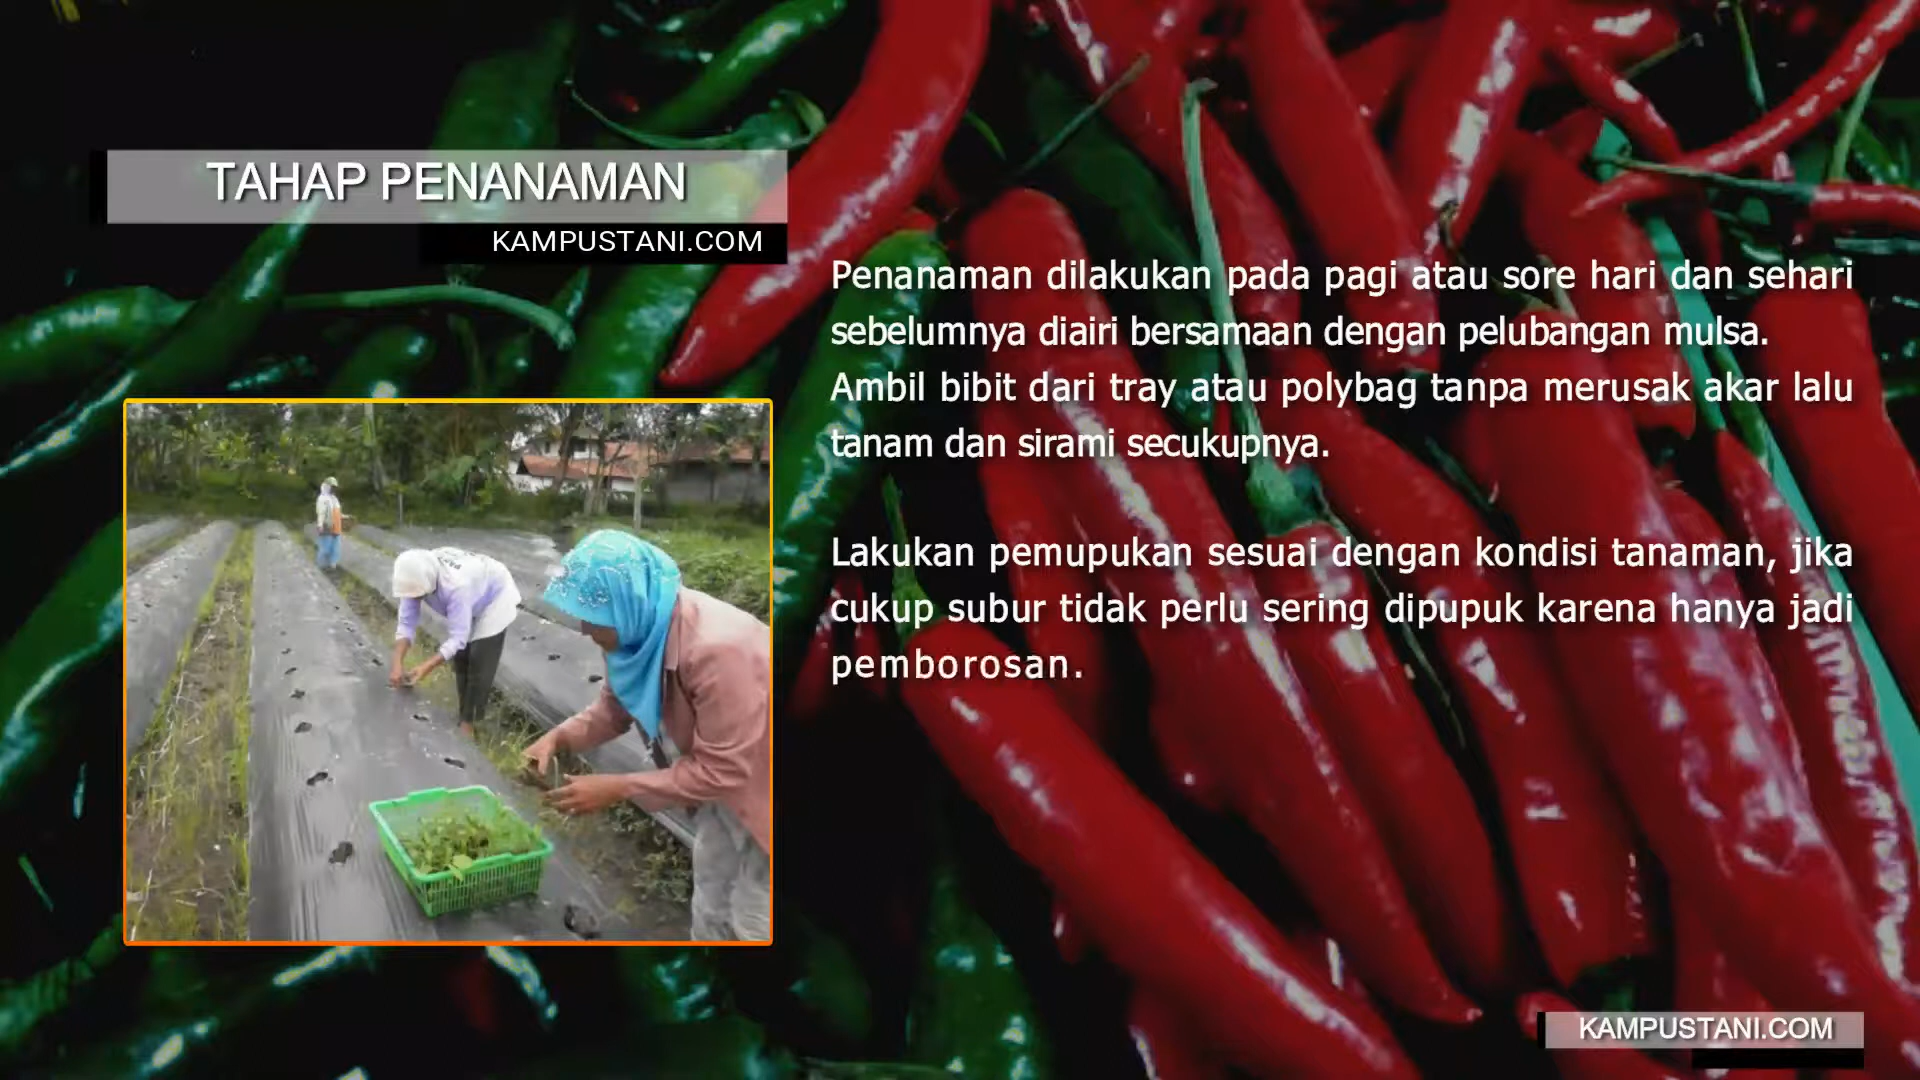 TAHAP PENANAMAN
KAMPUSTANI.COM
Penanaman dilakukan pada pagi atau sore hari dan sehari
sebelumnya diairi bersamaan dengan pelubangan mulsa.
Ambil bibit dari tray atau polybag tanpa merusak akar lalu
tanam dan sirami secukupnya.
Lakukan pemupukan sesuai dengan kondisi tanaman, jika
cukup subur tidak perlu sering dipupuk karena hanya jadi
pemborosan.
KAMPUSTANI.COM